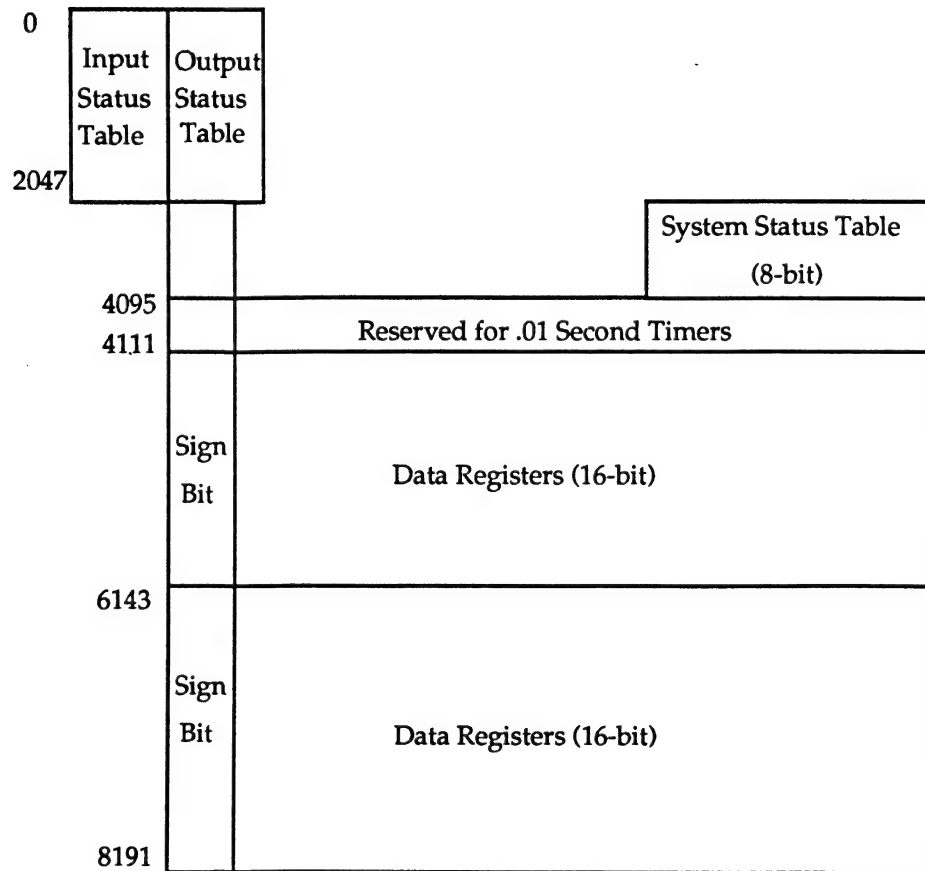 0
Input
Status
Table
Output
Status
Table
2047
System Status Table
(8-bit)
4095
4111
Reserved for .01 Second Timers
Sign
Bit
Data Registers (16-bit)
6143
Sign
Bit
Data Registers (16-bit)
8191